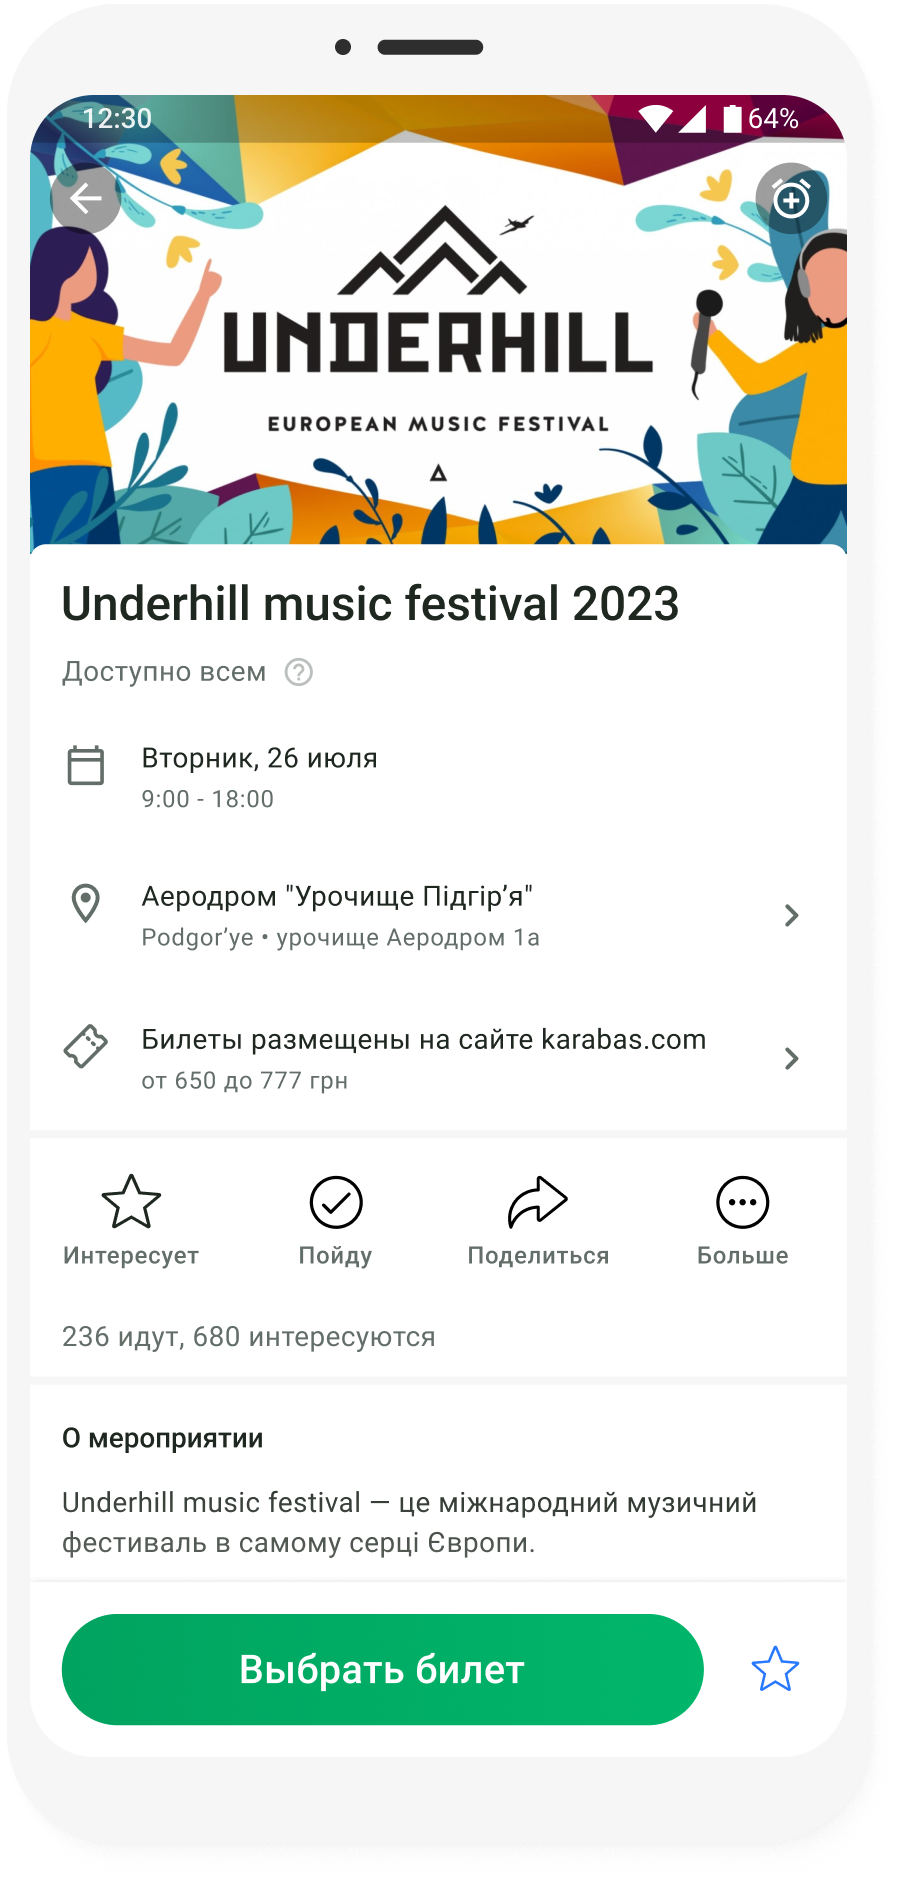 12:30
64%
UNDERHILL
EUROPEAN MUSIC FESTIVAL
Underhill music festival 2023
Доступно всем
Вторник, 26 июля
9:00 - 18:00
Аеродром "Урочище Підгір’я"
Podgor’ye • урочище Аеродром 1а
Билеты размещены на сайте karabas.com
от 650 до 777 грн
Интересует
Пойду
Поделиться
Больше
236 идут, 680 интересуются
О мероприятии
Underhill music festival — це міжнародний музичний
фестиваль в самому серці Європи.
Выбрать билет